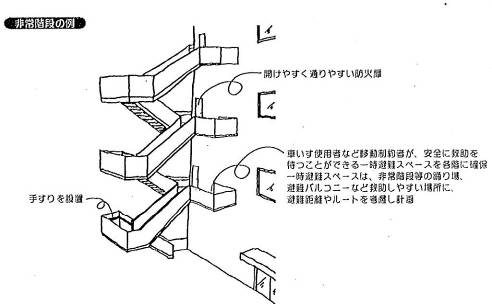 非常階段の例
開けやすく通りやすい防火扉
車いす使用者など移動制約者が、安全に救助を
待つことができる一時避難スペースを各階に確保
一時避難スペースは、非常階段等の踊り場、
避難バルコニーなど救助しやすい場所に、
避難距離やルートを考慮し計画
手すりを設置